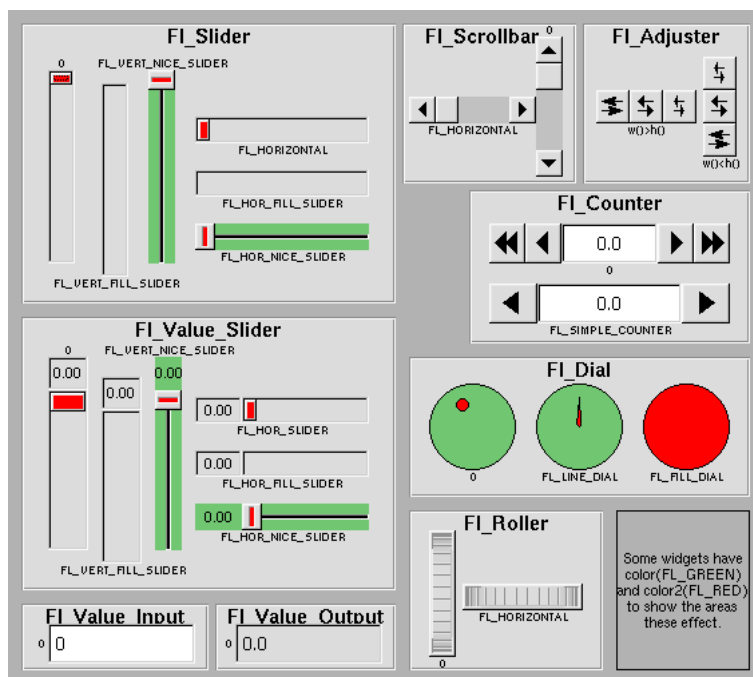 Fl_Slider
0
FL_VERT_NICE_SLIDER
FL_HORIZONTAL
FL_HOR_FILL_SLIDER
FL_HOR_NICE_SLIDER
FL_VERT_FILL_SLIDER
Fl_Scrollbar
0
FL_HORIZONTAL
Fl_Adjuster
w()>h()
w()<h()
Fl_Counter
0.0
0
0.0
FL_SIMPLE_COUNTER
Fl_Value_Slider
0
FL_VERT_NICE_SLIDER
0.00
0.00
0.00
0.00
FL_HOR_SLIDER
0.00
FL_HOR_FILL_SLIDER
0.00
FL_HOR_NICE_SLIDER
FL_VERT_FILL_SLIDER
Fl_Dial
0
FL_LINE_DIAL
FL_FILL_DIAL
Fl_Value_Input
0
0
Fl_Value_Output
0
0.0
Fl_Roller
FL_HORIZONTAL
0
Some widgets have
color(FL_GREEN)
and color2(FL_RED)
to show the areas
these effect.